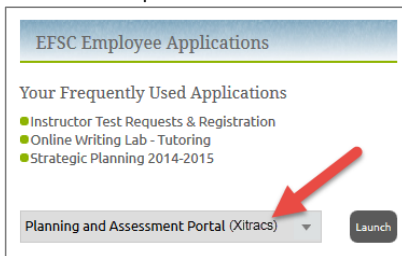 EFSC Employee Applications
Your Frequently Used Applications
Instructor Test Requests & Registration
Online Writing Lab - Tutoring
Strategic Planning 2014-2015
Planning and Assessment Portal (Xitracs)
Launch